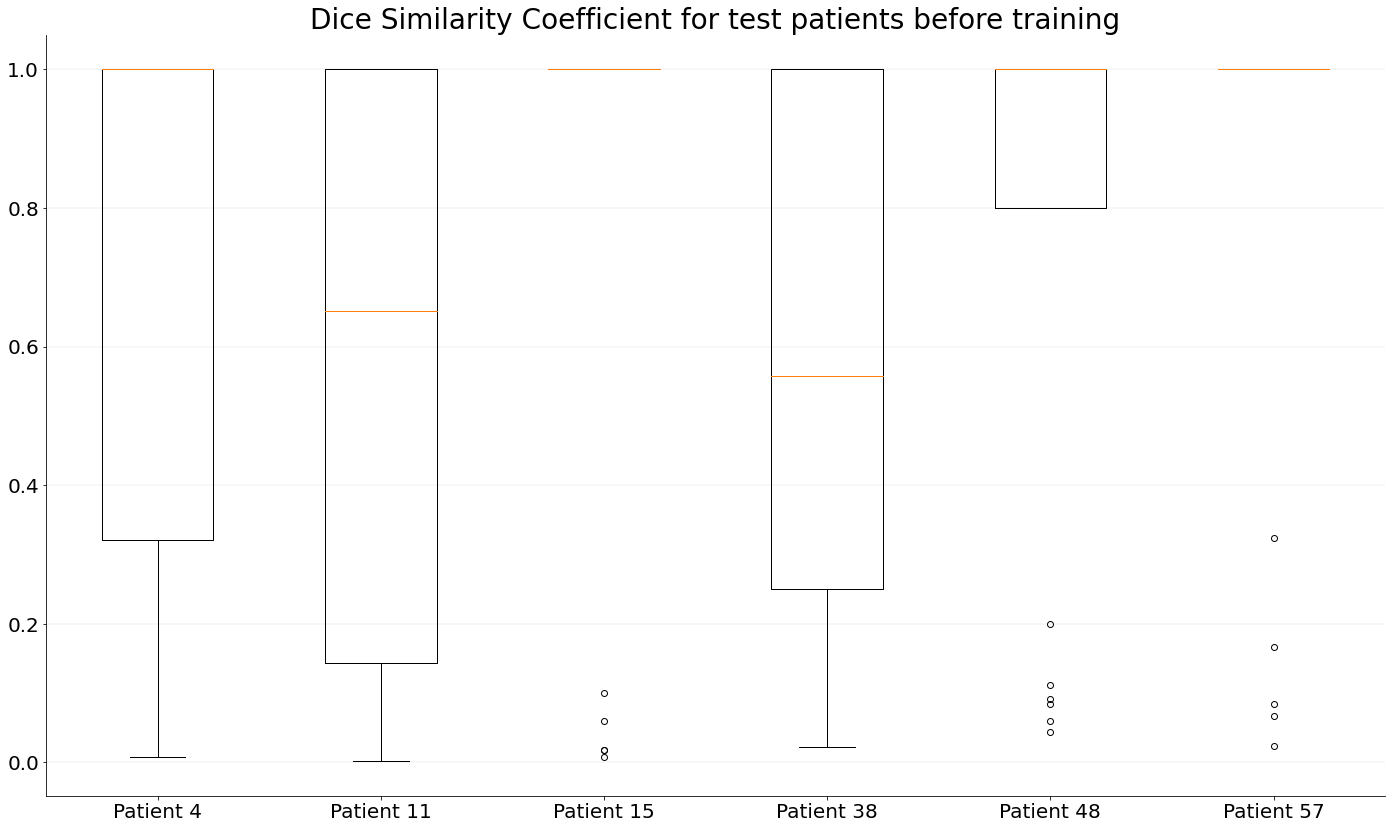 Dice Similarity Coefficient for test patients before training
1.0
0.8
0.6
0.4
0.2
0.0
Patient 4
Patient 11
Patient 15
Patient 38
Patient 48
Patient 57